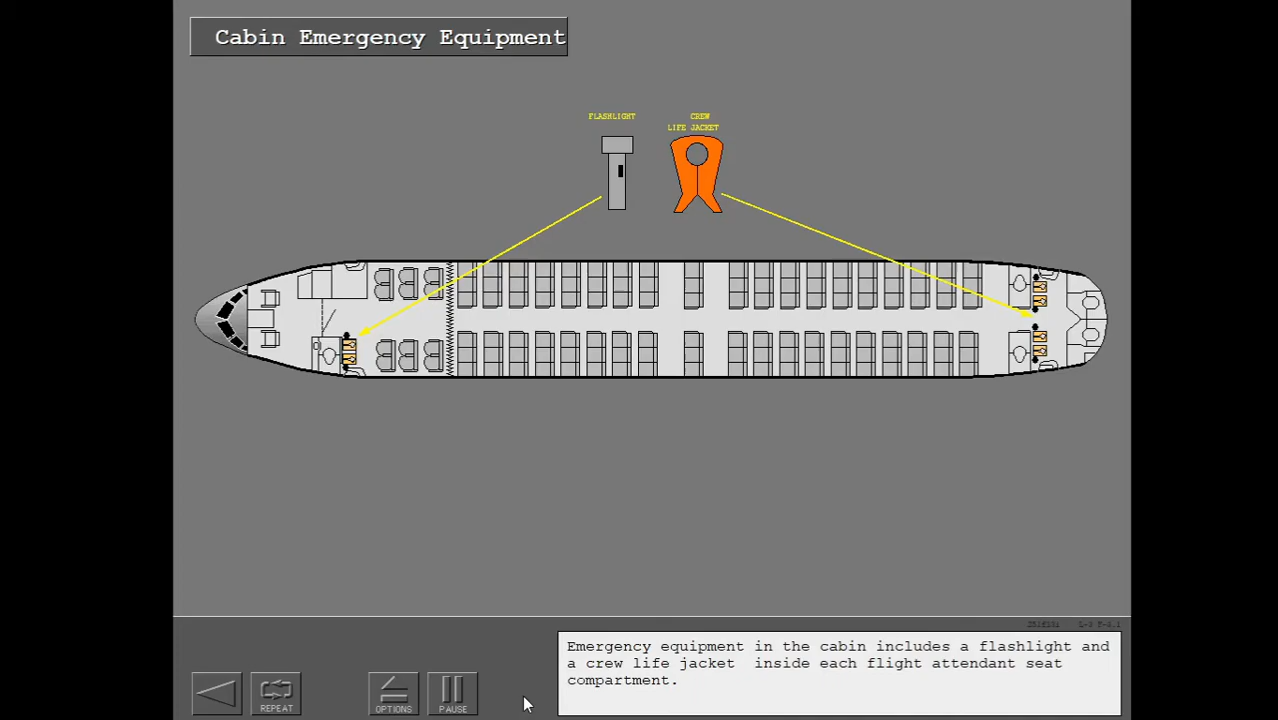 Cabin Emergency Equipment
FLASHLIGHT
CREW
LIFE JACKET
Emergency equipment in the cabin includes a flashlight and
a crew life jacket inside each flight attendant seat
compartment.
REPEAT
OPTIONS
PAUSE